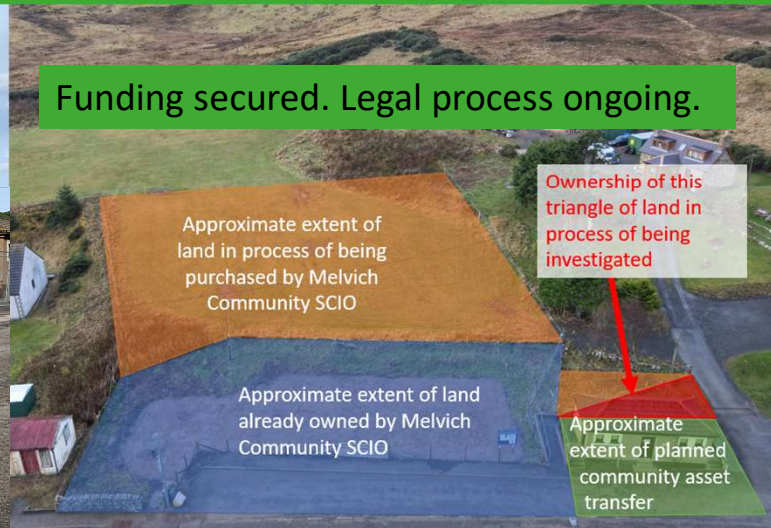 Funding secured. Legal process ongoing.
Ownership of this
triangle of land in
process of being
investigated
Approximate extent of
land in process of being
purchased by Melvich
Community SCIO
Approximate extent of land
already owned by Melvich
Community SCIO
Approximate
extent of planned
community asset
transfer